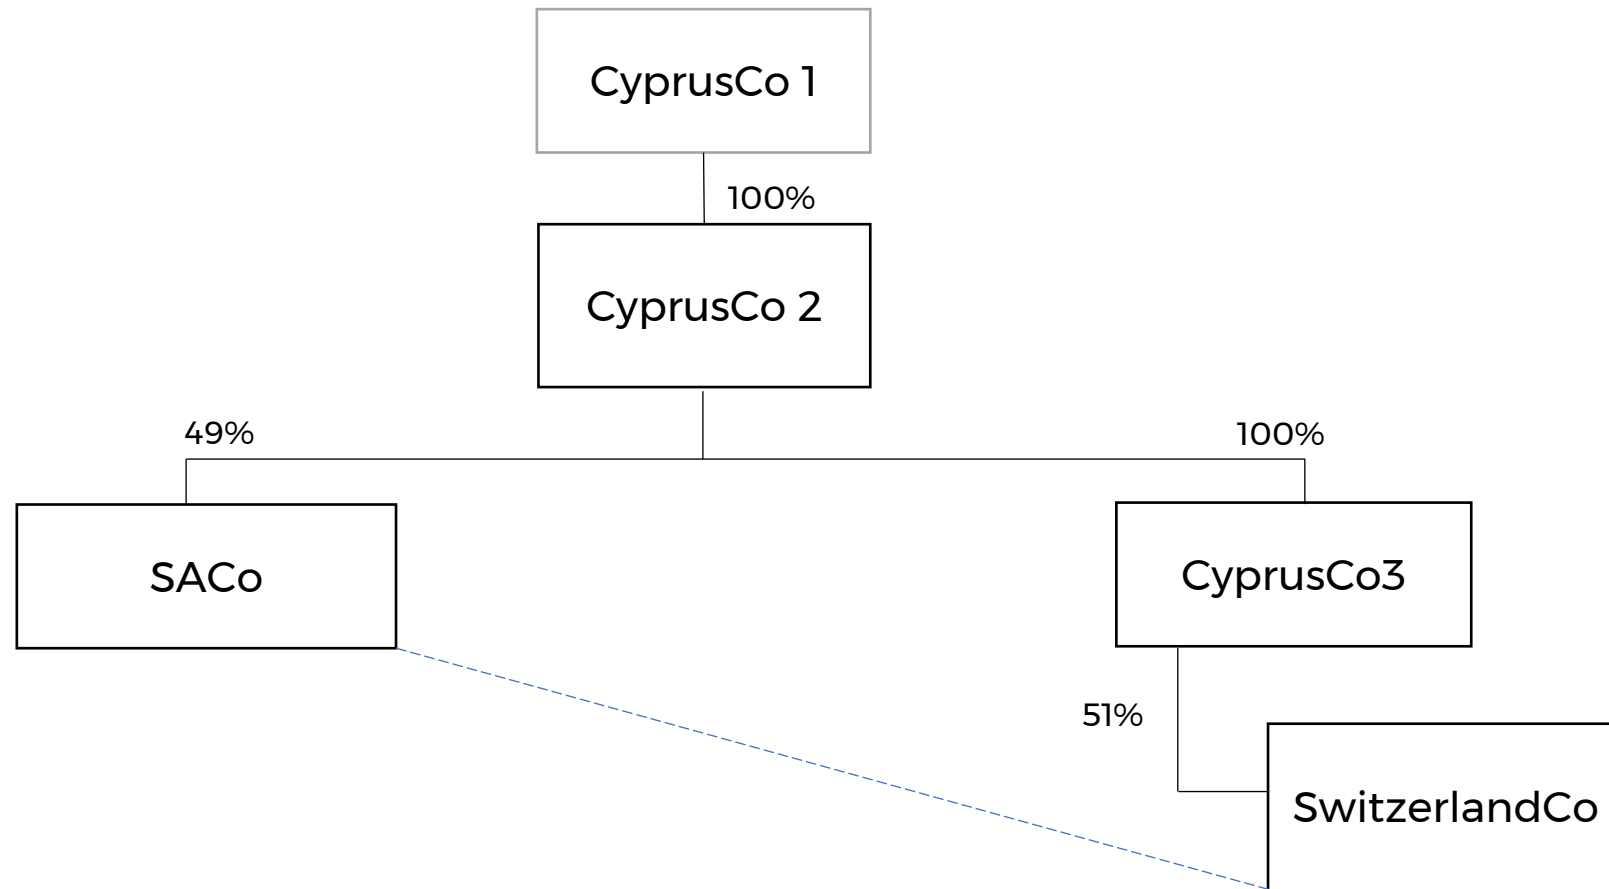 CyprusCo 1
100%
CyprusCo 2
49%
100%
SACo
CyprusCo3
51%
SwitzerlandCo